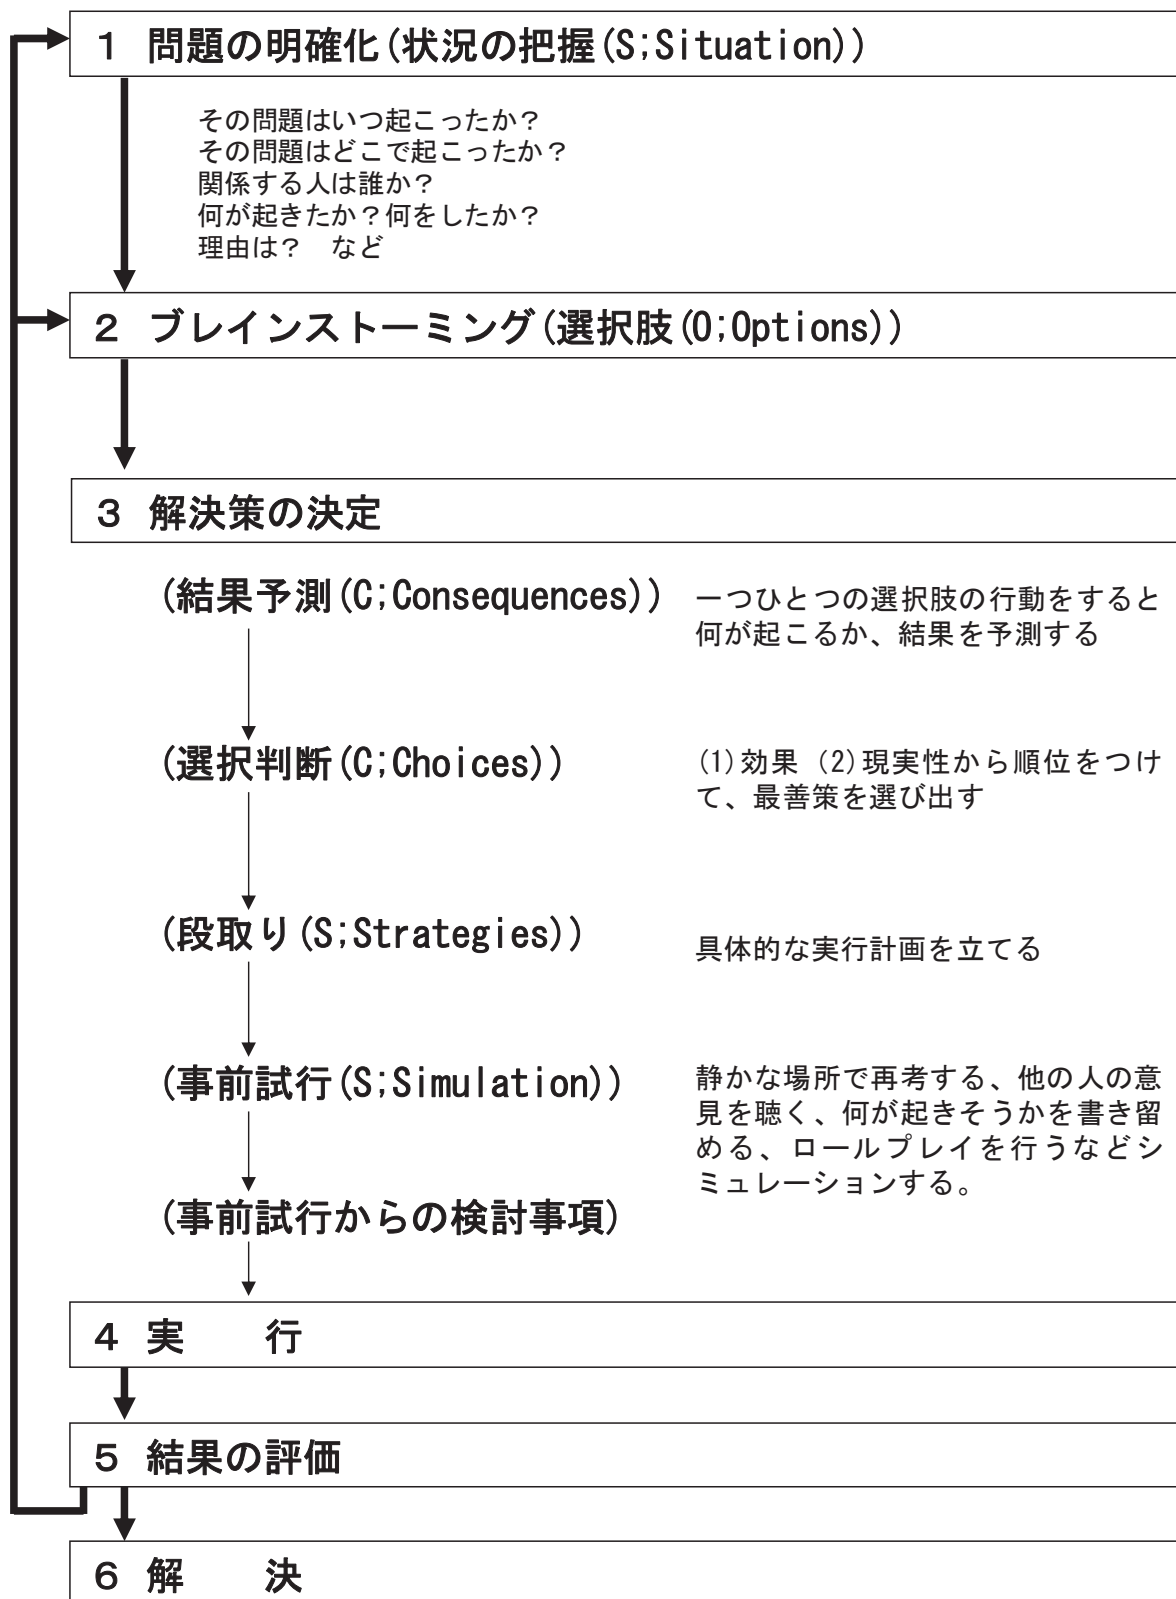 １　問題の明確化(状況の把握(S;Situation))
その問題はいつ起こったか？
その問題はどこで起こったか？
関係する人は誰か？
何が起きたか？何をしたか？
理由は？　など
２　ブレインストーミング(選択肢(O;Options))
３　解決策の決定
(結果予測(C;Consequences))
一つひとつの選択肢の行動をすると
何が起こるか、結果を予測する
(選択判断(C;Choices))
(1)効果 (2)現実性から順位をつけ
て、最善策を選び出す
(段取り(S;Strategies))
具体的な実行計画を立てる
(事前試行(S;Simulation))
静かな場所で再考する、他の人の意
見を聴く、何が起きそうかを書き留
める、ロールプレイを行うなどシ
ミュレーションする。
(事前試行からの検討事項)
４　実　　行
５　結果の評価
６　解　　決